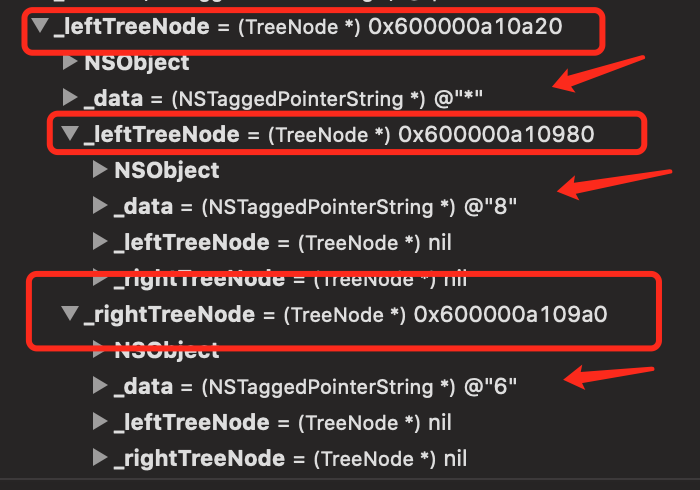 _leftTreeNode = (TreeNode *) 0x600000a10a20
NSObject
_data = (NSTaggedPointerString *) @"*"
_leftTreeNode = (TreeNode *) 0x600000a10980
NSObject
_data = (NSTaggedPointerString *) @"8"
_leftTreeNode = (TreeNode *) nil
_rightTreeNode = (TreeNode *) nil
_rightTreeNode = (TreeNode *) 0x600000a109a0
NSObject
_data = (NSTaggedPointerString *) @"6"
_leftTreeNode = (TreeNode *) nil
_rightTreeNode = (TreeNode *) nil